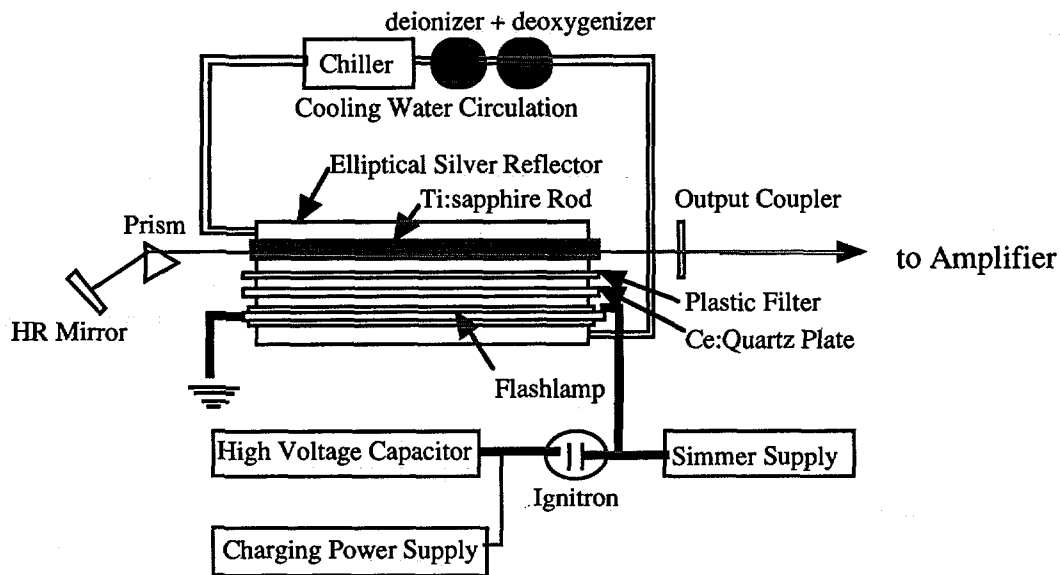 deionizer + deoxygenizer
Chiller
Cooling Water Circulation
Elliptical Silver Reflector
Ti:sapphire Rod
Output Coupler
Prism
to Amplifier
HR Mirror
Plastic Filter
Ce:Quartz Plate
Flashlamp
High Voltage Capacitor
Simmer Supply
Ignitron
Charging Power Supply